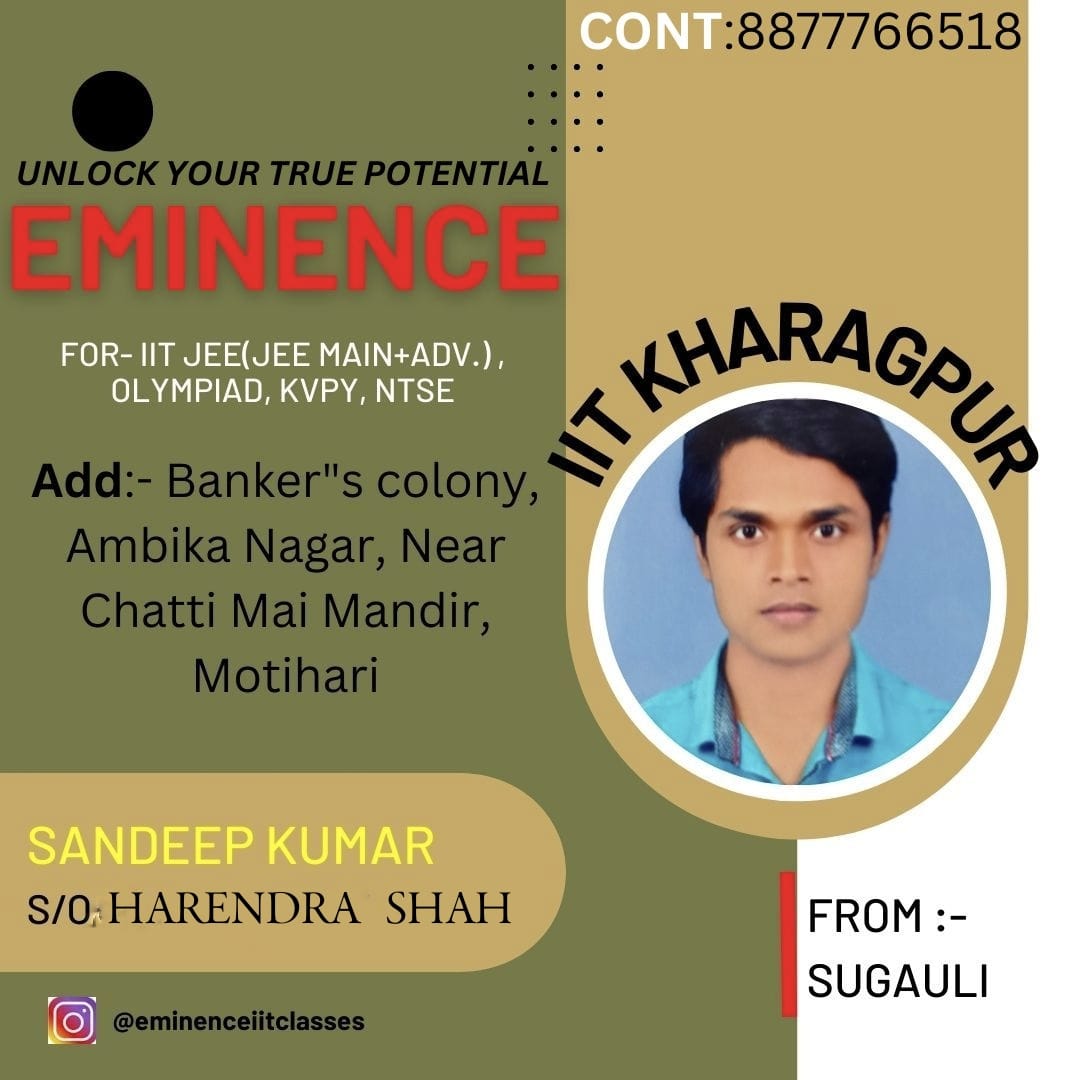 CONT:8877766518
UNLOCK YOUR TRUE POTENTIAL
EMINENCE
FOR- IIT JEE(JEE MAIN+ADV.) ,
OLYMPIAD, KVPY, NTSE
Add:- Banker"s colony,
Ambika Nagar, Near
Chatti Mai Mandir,
Motihari
IIT KHARAGPUR
SANDEEP KUMAR
S/O HARENDRA SHAH
FROM :-
SUGAULI
@eminenceiitclasses